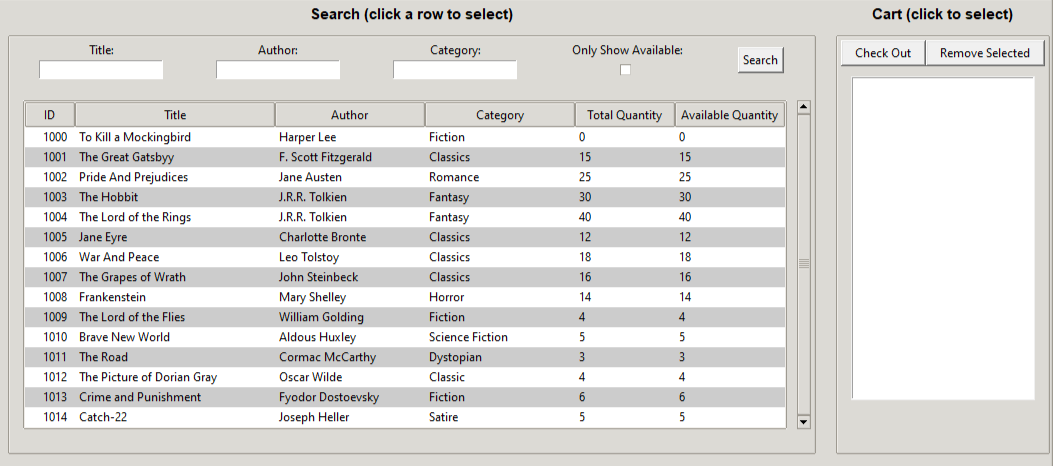 Search (click a row to select) Cart (click to select)
Title: Author: Category: Only Show Available: Search Check Out Remove Selected
ID Title Author Category Total Quantity Available Quantity
1000 To Kill a Mockingbird Harper Lee Fiction 0 0
1001 The Great Gatsbyy F. Scott Fitzgerald Classics 15 15
1002 Pride And Prejudices Jane Austen Romance 25 25
1003 The Hobbit J.R.R. Tolkien Fantasy 30 30
1004 The Lord of the Rings J.R.R. Tolkien Fantasy 40 40
1005 Jane Eyre Charlotte Bronte Classics 12 12
1006 War And Peace Leo Tolstoy Classics 18 18
1007 The Grapes of Wrath John Steinbeck Classics 16 16
1008 Frankenstein Mary Shelley Horror 14 14
1009 The Lord of the Flies William Golding Fiction 4 4
1010 Brave New World Aldous Huxley Science Fiction 5 5
1011 The Road Cormac McCarthy Dystopian 3 3
1012 The Picture of Dorian Gray Oscar Wilde Classic 4 4
1013 Crime and Punishment Fyodor Dostoevsky Fiction 6 6
1014 Catch-22 Joseph Heller Satire 5 5